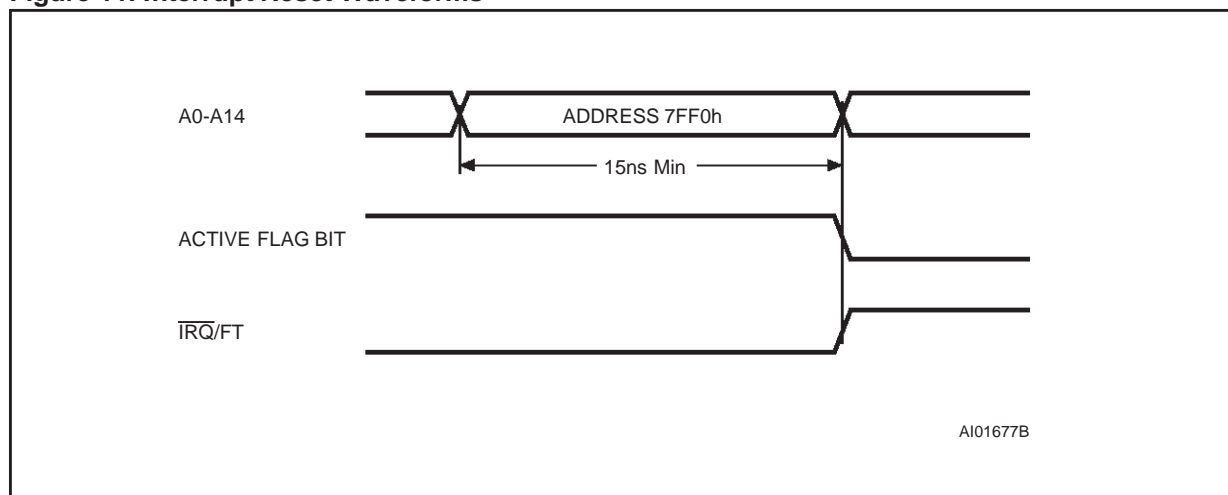 A0-A14
ADDRESS 7FF0h
15ns Min
ACTIVE FLAG BIT
IRQ/FT
AI01677B